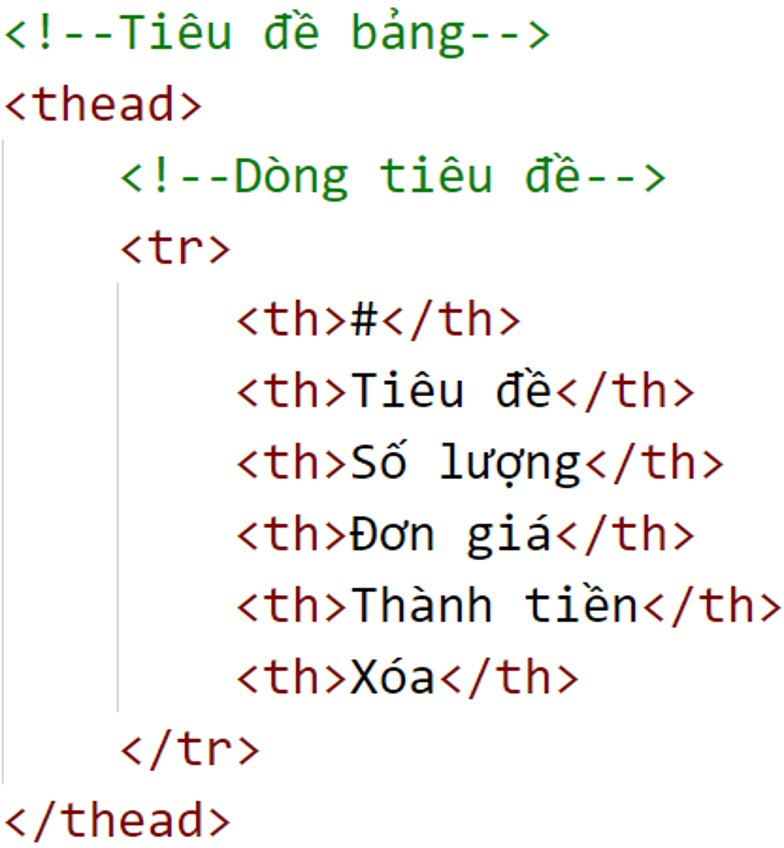 <!--Tiêu đề bảng-->
<thead>
<!--Dòng tiêu đề-->
<tr>
<th>#</th>
<th>Tiêu đề</th>
<th>Số lượng</th>
<th>Đơn giá</th>
<th>Thành tiền</th>
<th>Xóa</th>
</tr>
</thead>